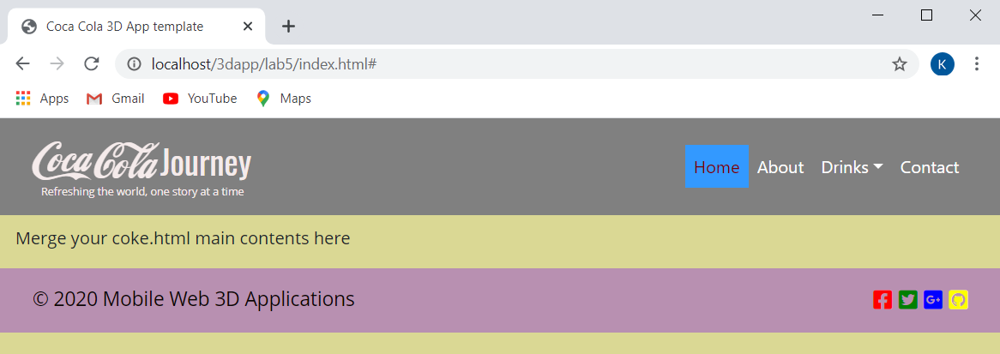 Coca Cola 3D App template
localhost/3dapp/lab5/index.html#
K
Apps Gmail YouTube Maps
Coca Cola Journey
Refreshing the world, one story at a time
Home About Drinks Contact
Merge your coke.html main contents here
© 2020 Mobile Web 3D Applications